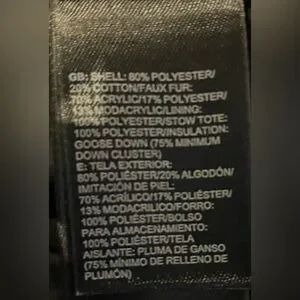 GB: SHELL: 80% POLYESTER/
20% COTTON/FAUX FUR:
70% ACRYLIC/17% POLYESTER/
13% MODACRYLIC/LINING:
100% POLYESTER/STOW TOTE:
100% POLYESTER/INSULATION:
GOOSE DOWN (75% MINIMUM
DOWN CLUSTER)
E: TELA EXTERIOR:
80% POLIÉSTER/20% ALGODÓN/
IMITACIÓN DE PIEL:
70% ACRÍLICO/17% POLIÉSTER/
13% MODACRILICO/FORRO:
100% POLIÉSTER/BOLSO
PARA ALMACENAMIENTO:
100% POLIÉSTER/TELA
AISLANTE: PLUMA DE GANSO
(75% MÍNIMO DE RELLENO DE
PLUMÓN)